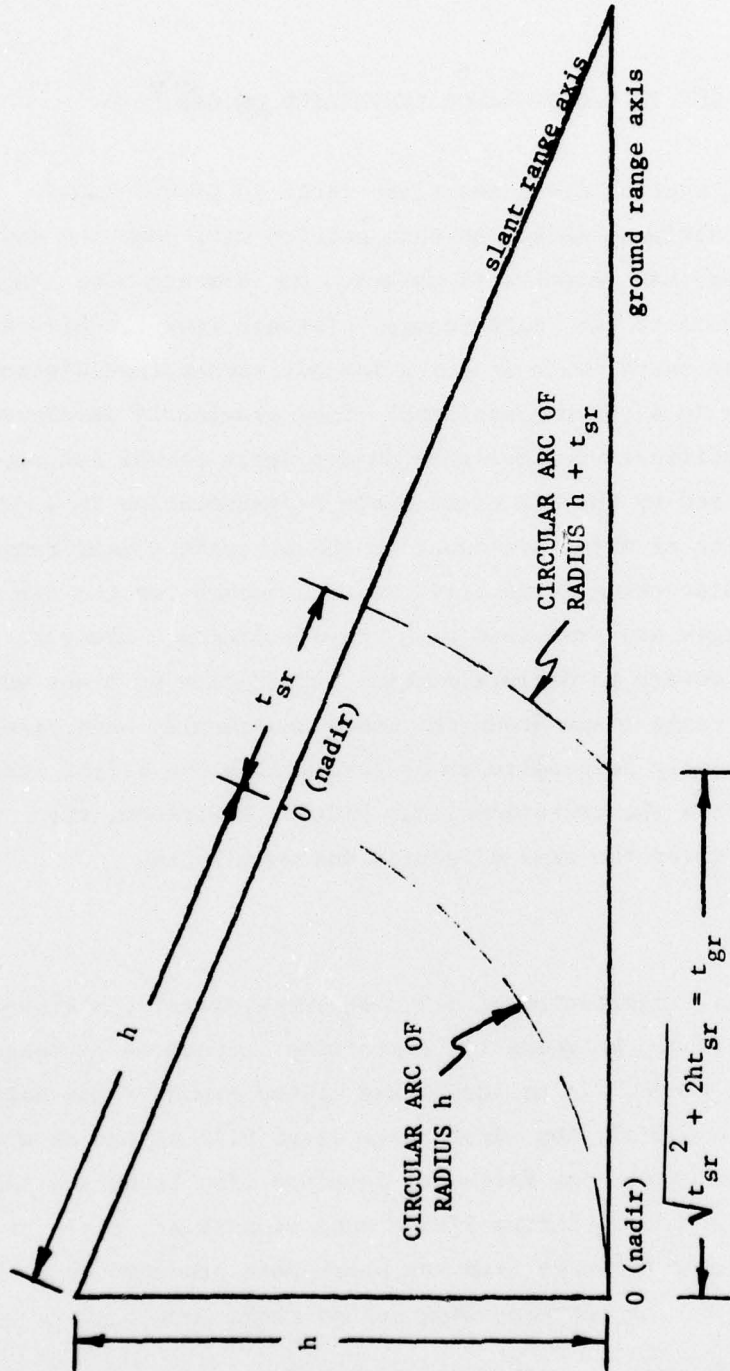 slant range axis
ground range axis
t_sr
0 (nadir)
h
CIRCULAR ARC OF
RADIUS h + t_sr
CIRCULAR ARC OF
RADIUS h
h
0 (nadir)
√(t_sr² + 2ht_sr) = t_gr